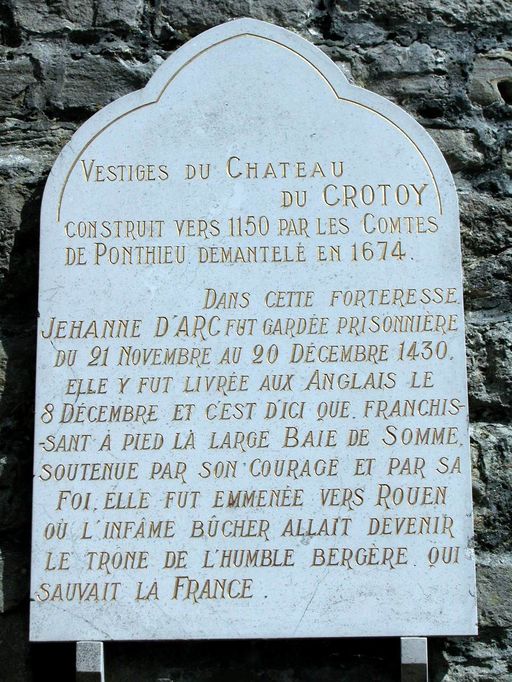 VESTIGES DU CHATEAU
DU CROTOY
CONSTRUIT VERS 1150 PAR LES COMTES
DE PONTHIEU DEMANTELÉ EN 1674.
DANS CETTE FORTERESSE
JEHANNE D'ARC FUT GARDÉE PRISONNIÈRE
DU 21 NOVEMBRE AU 20 DÉCEMBRE 1430.
ELLE Y FUT LIVRÉE AUX ANGLAIS LE
8 DÉCEMBRE ET C'EST D'ICI QUE, FRANCHIS-
-SANT À PIED LA LARGE BAIE DE SOMME,
SOUTENUE PAR SON COURAGE ET PAR SA
FOI, ELLE FUT EMMENÉE VERS ROUEN
OÙ L'INFÂME BÛCHER ALLAIT DEVENIR
LE TRÔNE DE L'HUMBLE BERGÈRE QUI
SAUVAIT LA FRANCE.